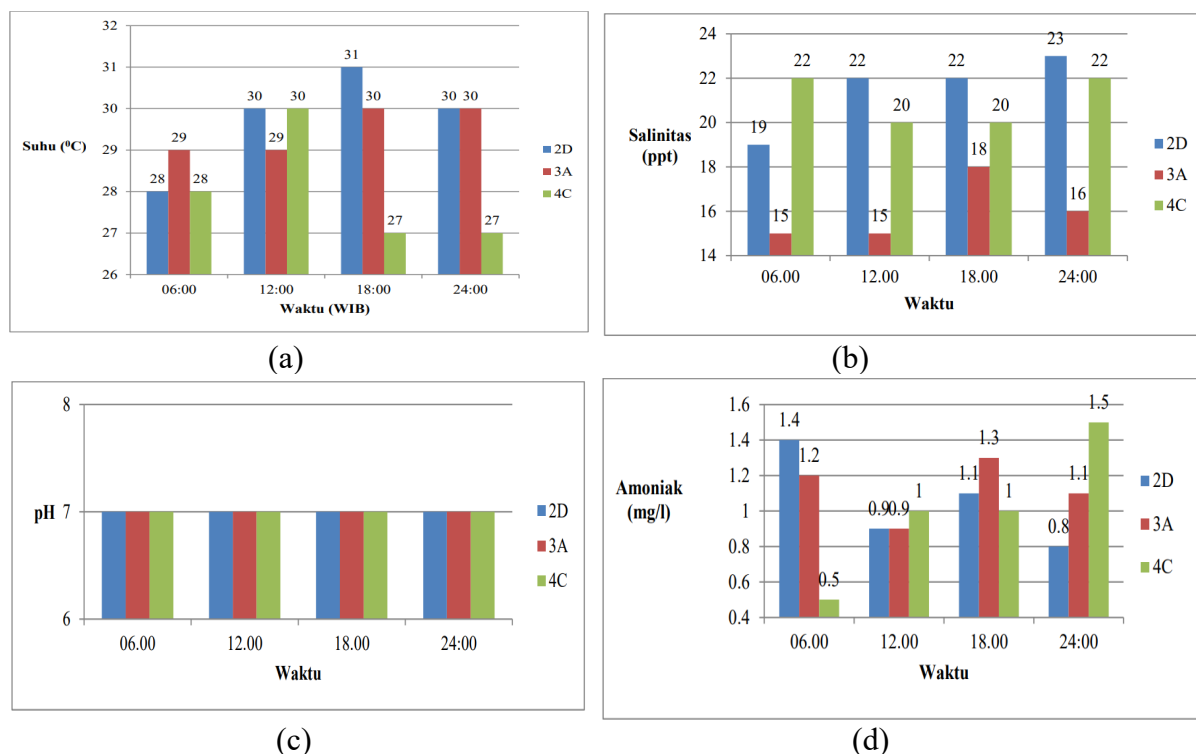 32
31
30
29
28
27
26
Suhu (⁰C)
28 29 28
30 29 30
31 30 27
30 30 27
06:00 12:00 18:00 24:00
Waktu (WIB)
2D
3A
4C
(a)
24
22
20
18
16
14
Salinitas
(ppt)
19 15 22
22 15 20
22 18 20
23 16 22
06.00 12.00 18.00 24:00
Waktu
2D
3A
4C
(b)
8
7
6
pH
06.00 12.00 18.00 24:00
Waktu
2D
3A
4C
(c)
1.6
1.4
1.2
1
0.8
0.6
0.4
Amoniak
(mg/l)
1.4 1.2 0.5
0.9 0.9 1
1.1 1.3 1
0.8 1.1 1.5
06.00 12.00 18.00 24:00
Waktu
2D
3A
4C
(d)